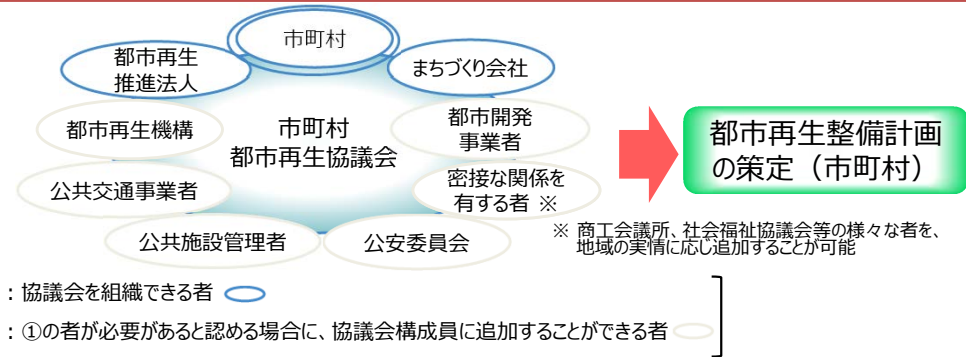 市町村
都市再生
推進法人
まちづくり会社
都市再生機構
市町村
都市再生協議会
都市開発
事業者
公共交通事業者
密接な関係を
有する者 ※
公共施設管理者
公安委員会
都市再生整備計画
の策定（市町村）
※ 商工会議所、社会福祉協議会等の様々な者を、
地域の実情に応じ追加することが可能
：協議会を組織できる者
：①の者が必要があると認める場合に、協議会構成員に追加することができる者